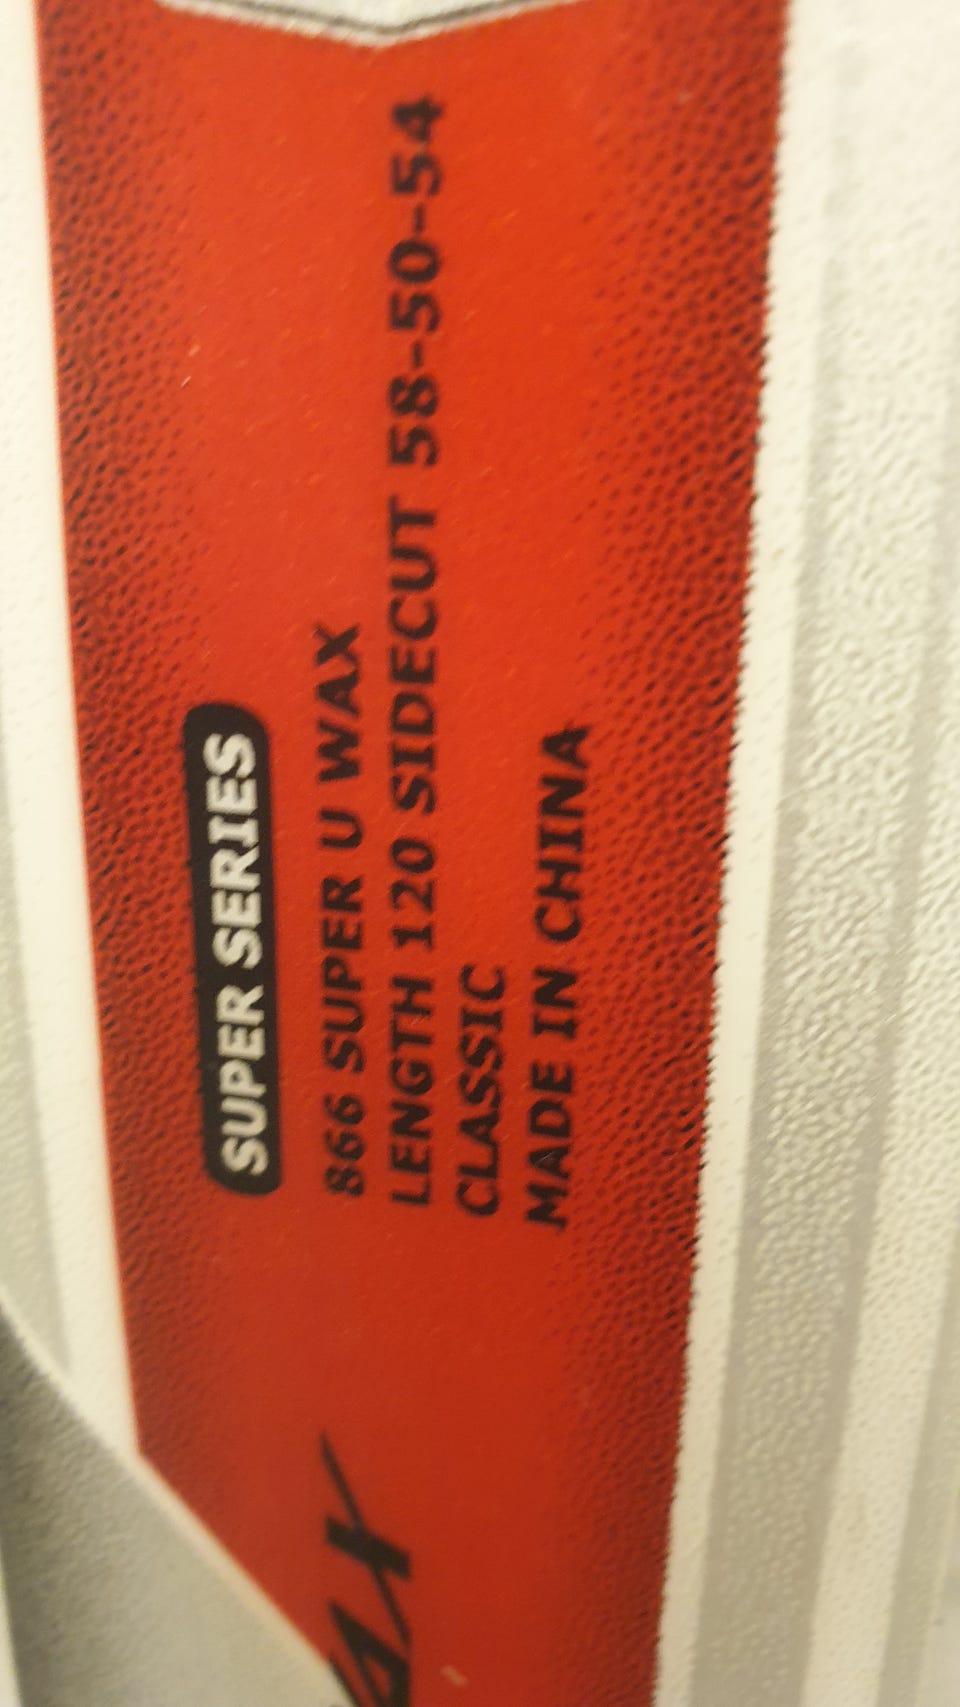 SUPER SERIES
866 SUPER U WAX
LENGTH 120 SIDECUT 58-50-54
CLASSIC
MADE IN CHINA